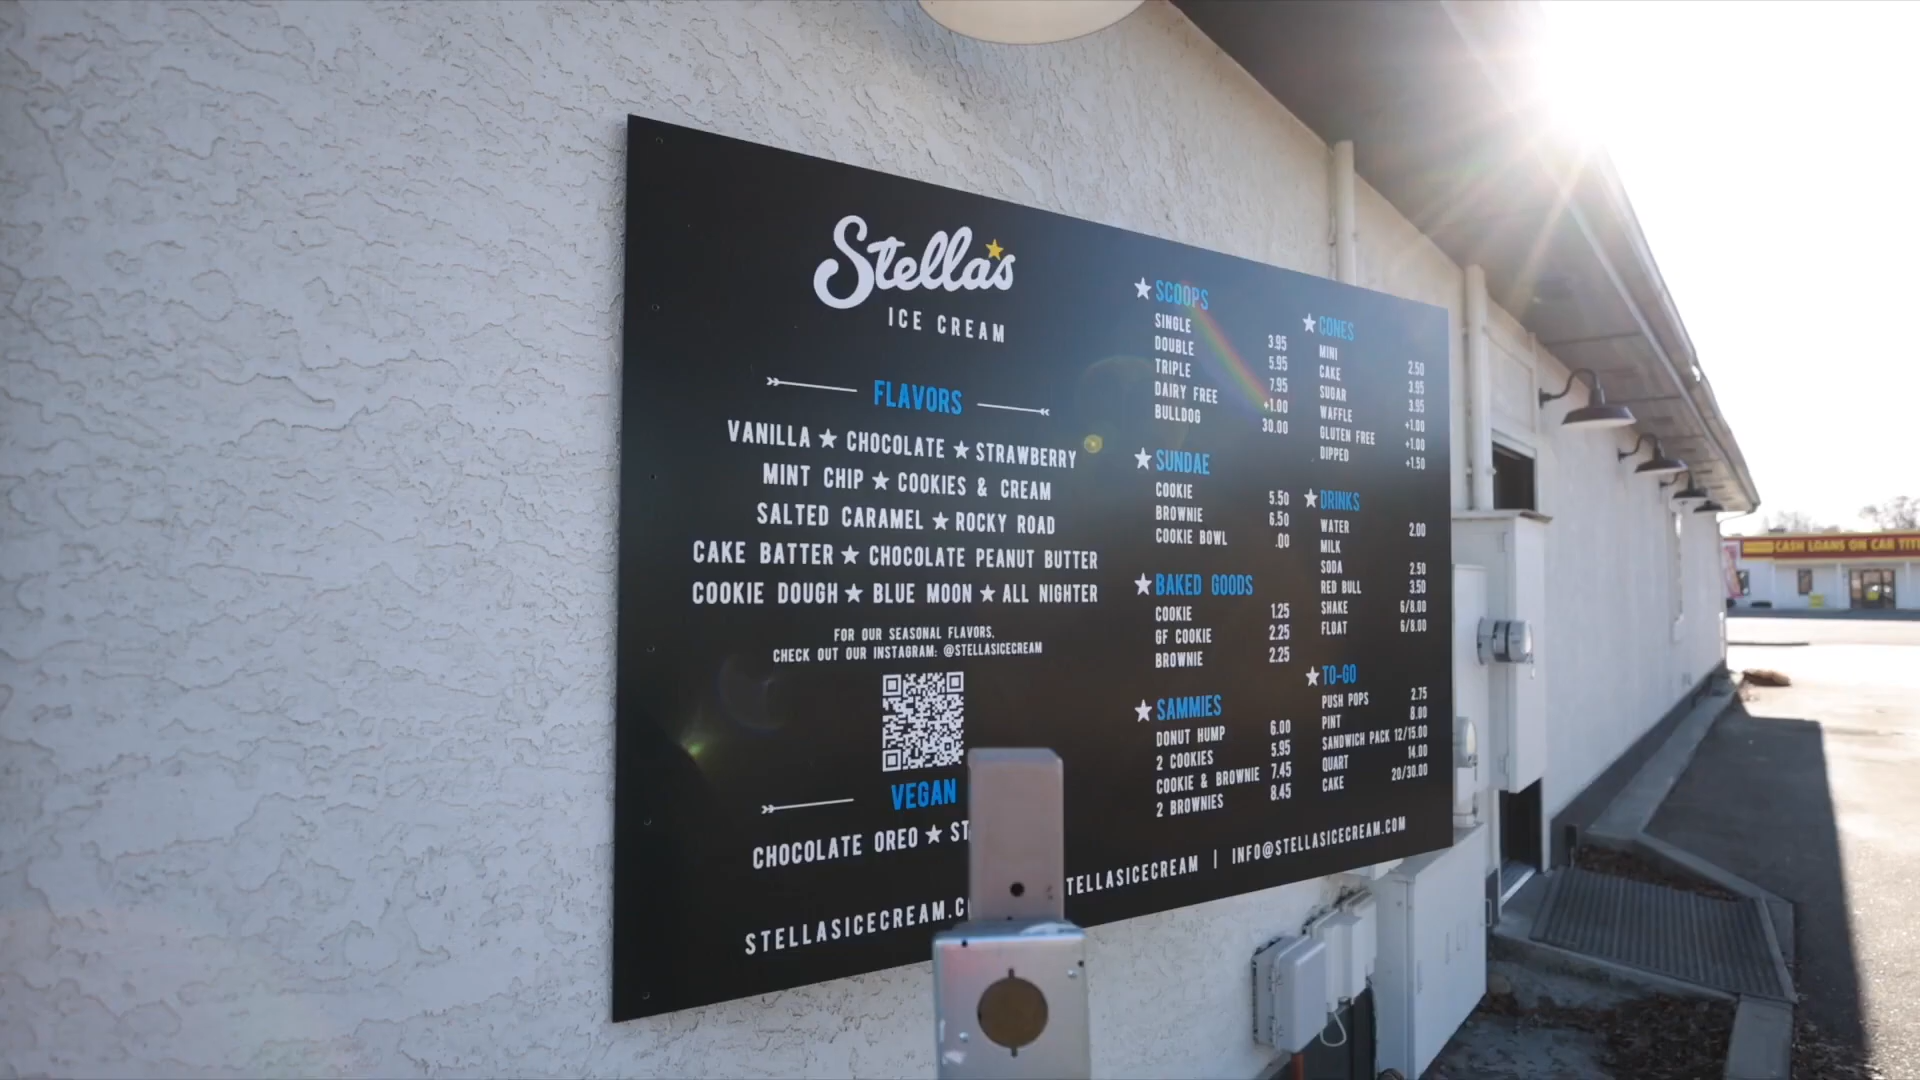 Stella's
ICE CREAM
FLAVORS
VANILLA ★ CHOCOLATE ★ STRAWBERRY
MINT CHIP ★ COOKIES & CREAM
SALTED CARAMEL ★ ROCKY ROAD
CAKE BATTER ★ CHOCOLATE PEANUT BUTTER
COOKIE DOUGH ★ BLUE MOON ★ ALL NIGHTER
FOR OUR SEASONAL FLAVORS,
CHECK OUT OUR INSTAGRAM: @STELLASICECREAM
VEGAN
CHOCOLATE OREO ★ ST
★ SCOOPS
SINGLE 3.95
DOUBLE 5.95
TRIPLE 7.95
DAIRY FREE +1.00
BULLDOG 30.00
★ SUNDAE
COOKIE 5.50
BROWNIE 6.50
COOKIE BOWL .00
★ BAKED GOODS
COOKIE 1.25
GF COOKIE 2.25
BROWNIE 2.25
★ SAMMIES
DONUT HUMP 6.00
2 COOKIES 5.95
COOKIE & BROWNIE 7.45
2 BROWNIES 8.45
★ CONES
MINI 2.50
CAKE 3.95
SUGAR 3.95
WAFFLE +1.00
GLUTEN FREE +1.00
DIPPED +1.50
★ DRINKS
WATER 2.00
MILK
SODA 2.50
RED BULL 3.50
SHAKE 6/8.00
FLOAT 6/8.00
★ TO-GO
PUSH POPS 2.75
PINT 8.00
SANDWICH PACK 12/15.00
QUART 14.00
CAKE 20/30.00
STELLASICECREAM.C TELLASICECREAM | INFO@STELLASICECREAM.COM
CASH LOANS ON CAR TIT